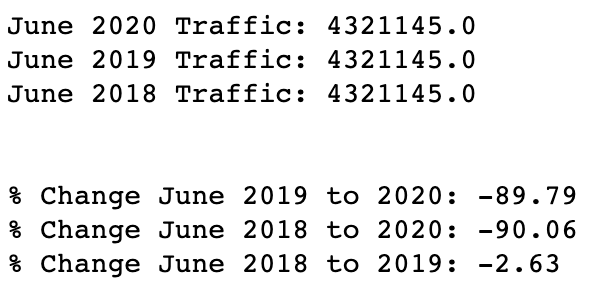 June 2020 Traffic: 4321145.0
June 2019 Traffic: 4321145.0
June 2018 Traffic: 4321145.0
% Change June 2019 to 2020: -89.79
% Change June 2018 to 2020: -90.06
% Change June 2018 to 2019: -2.63